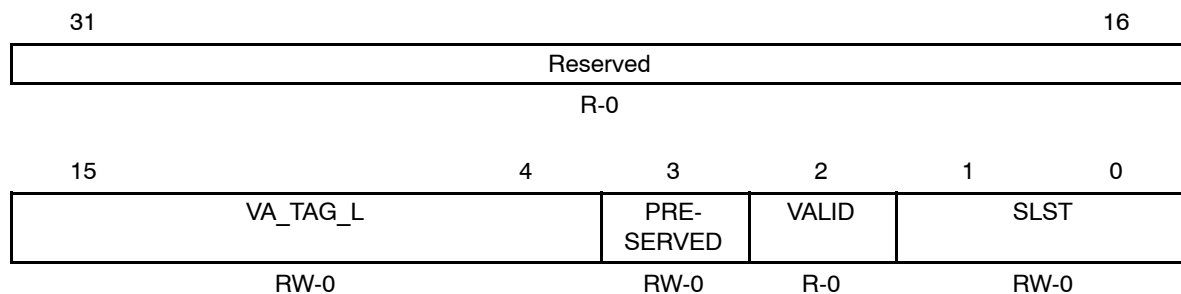 31 16
Reserved
R-0
15 4 3 2 1 0
VA_TAG_L PRE-SERVED VALID SLST
RW-0 RW-0 R-0 RW-0